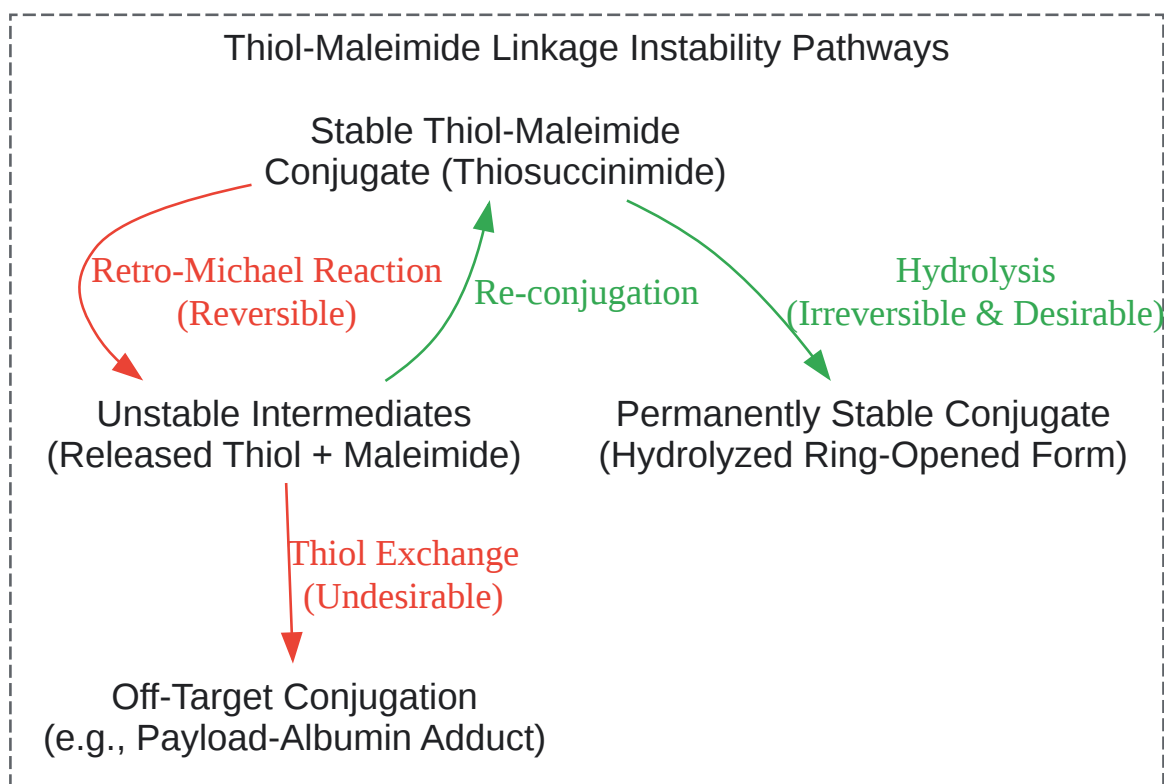 Thiol-Maleimide Linkage Instability Pathways
Stable Thiol-Maleimide
Conjugate (Thiosuccinimide)
Retro-Michael Reaction
(Reversible)
Re-conjugation
Hydrolysis
(Irreversible & Desirable)
Unstable Intermediates
(Released Thiol + Maleimide)
Permanently Stable Conjugate
(Hydrolyzed Ring-Opened Form)
Thiol Exchange
(Undesirable)
Off-Target Conjugation
(e.g., Payload-Albumin Adduct)